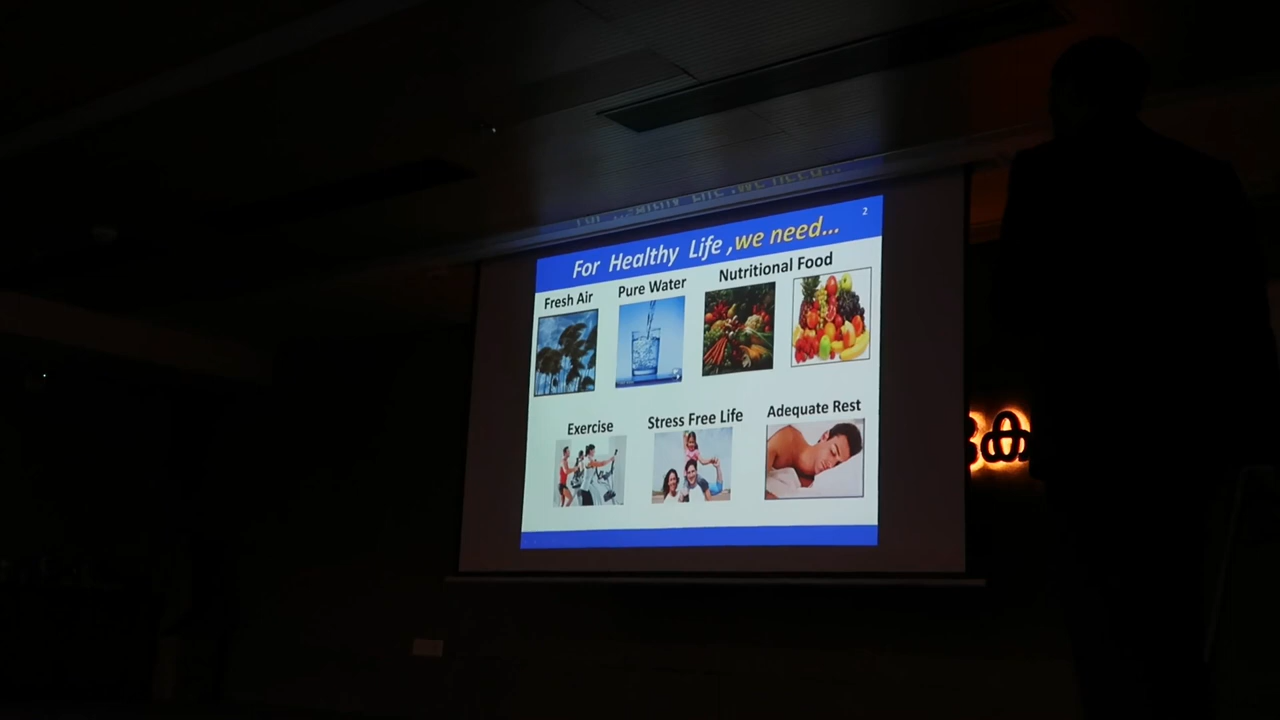 For Healthy Life ,we need...
2
Fresh Air
Pure Water
Nutritional Food
Exercise
Stress Free Life
Adequate Rest